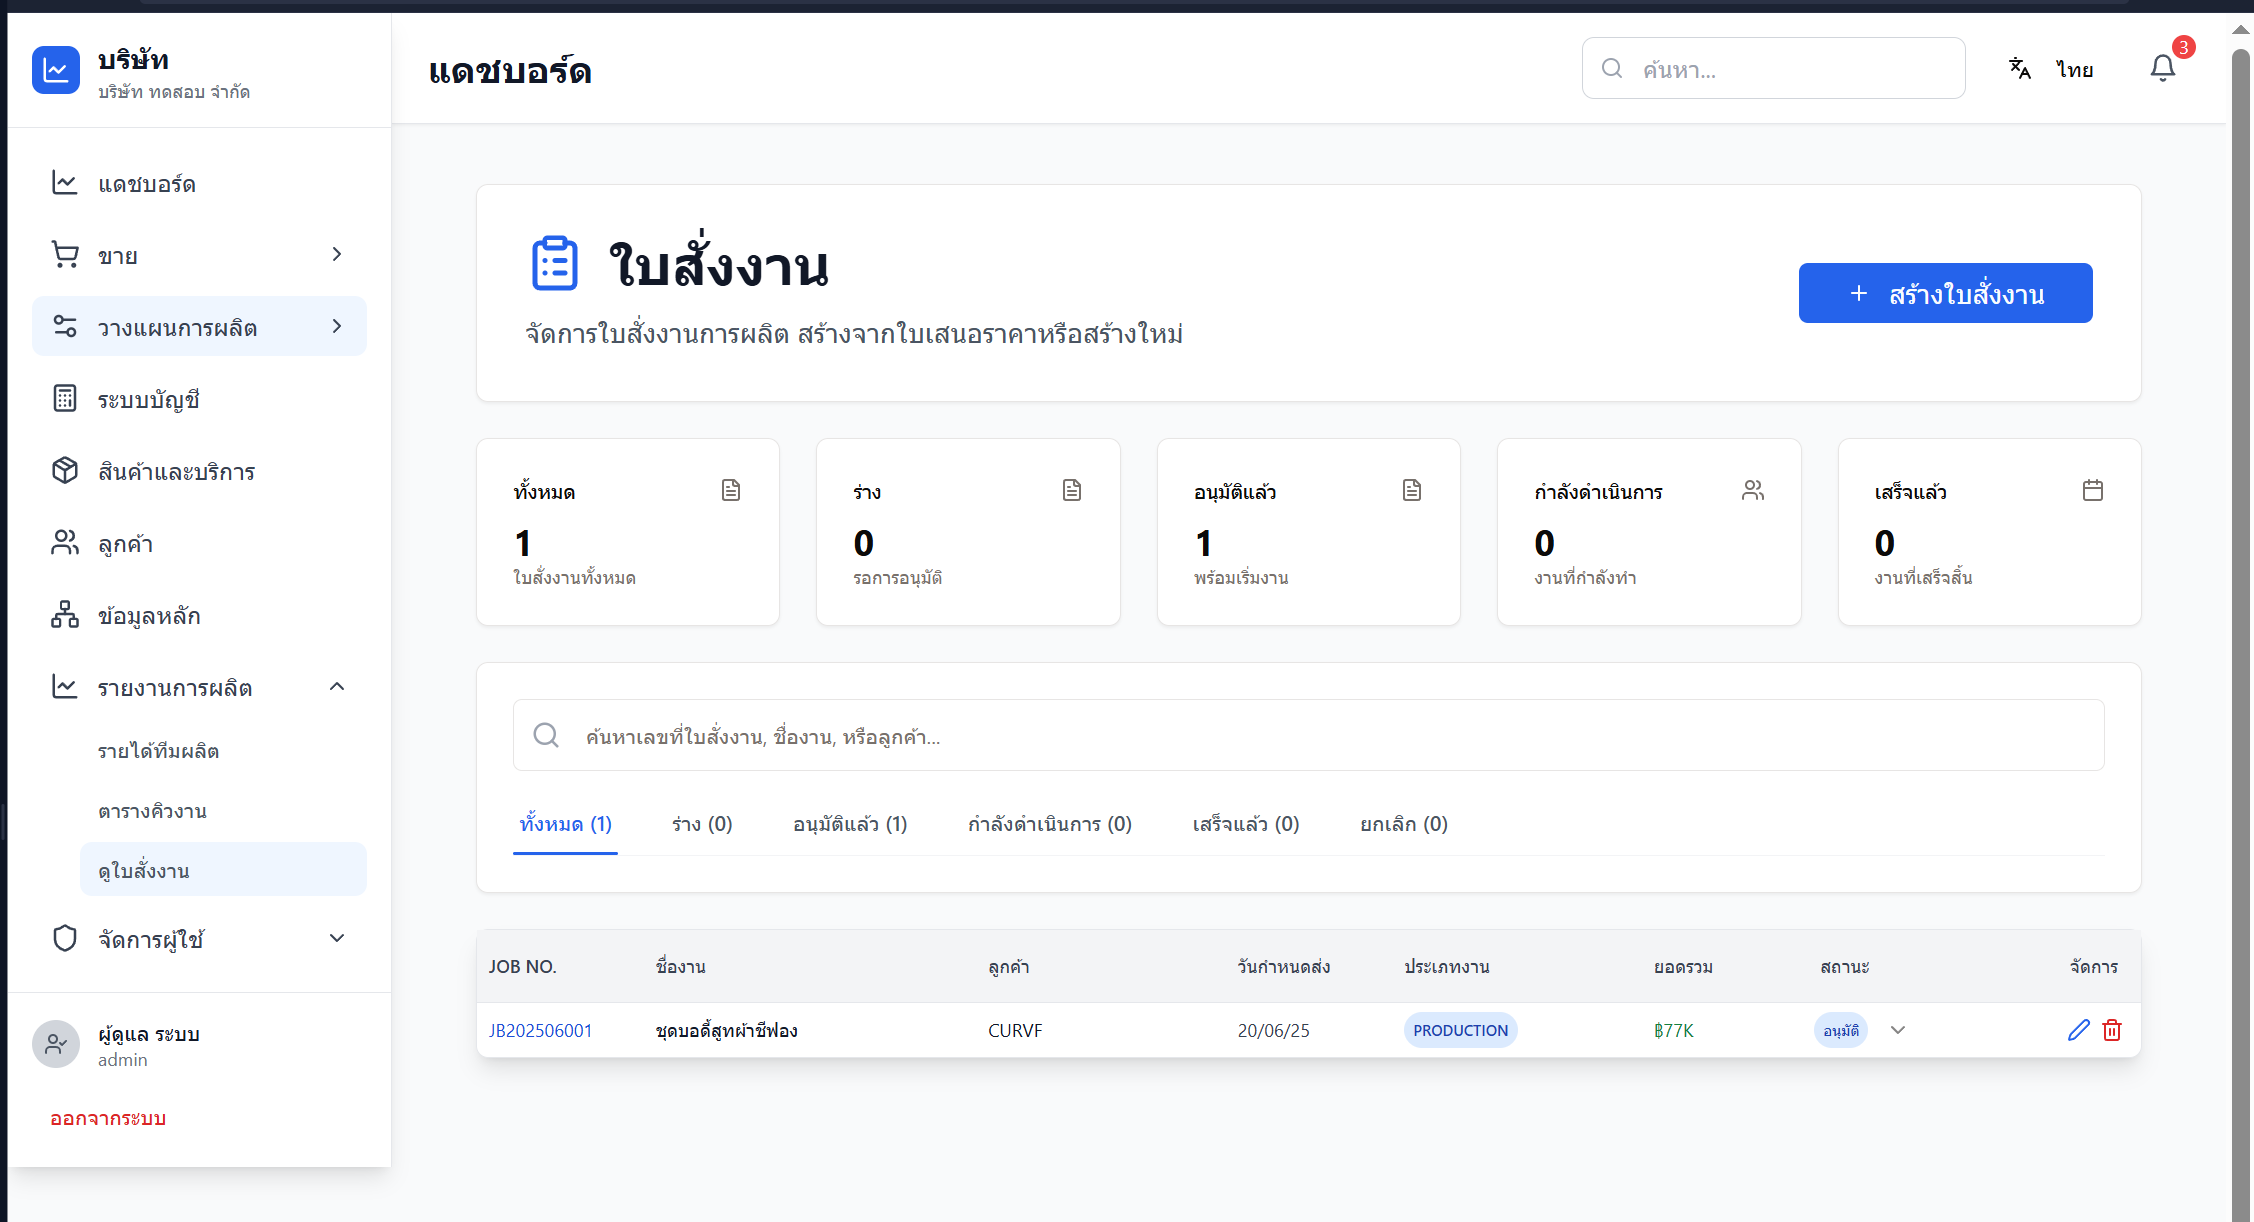 บริษัท
บริษัท ทดสอบ จำกัด
แดชบอร์ด
ค้นหา...
ไทย
3
แดชบอร์ด
ขาย
วางแผนการผลิต
ระบบบัญชี
สินค้าและบริการ
ลูกค้า
ข้อมูลหลัก
รายงานการผลิต
รายได้ทีมผลิต
ตารางคิวงาน
ดูใบสั่งงาน
จัดการผู้ใช้
ผู้ดูแล ระบบ
admin
ออกจากระบบ
ใบสั่งงาน
จัดการใบสั่งงานการผลิต สร้างจากใบเสนอราคาหรือสร้างใหม่
+ สร้างใบสั่งงาน
ทั้งหมด
1
ใบสั่งงานทั้งหมด
ร่าง
0
รอการอนุมัติ
อนุมัติแล้ว
1
พร้อมเริ่มงาน
กำลังดำเนินการ
0
งานที่กำลังทำ
เสร็จแล้ว
0
งานที่เสร็จสิ้น
ค้นหาเลขที่ใบสั่งงาน, ชื่องาน, หรือลูกค้า...
ทั้งหมด (1) ร่าง (0) อนุมัติแล้ว (1) กำลังดำเนินการ (0) เสร็จแล้ว (0) ยกเลิก (0)
JOB NO. ชื่องาน ลูกค้า วันกำหนดส่ง ประเภทงาน ยอดรวม สถานะ จัดการ
JB202506001 ชุดบอดี้สูทผ้าชีฟอง CURVF 20/06/25 PRODUCTION ฿77K อนุมัติ